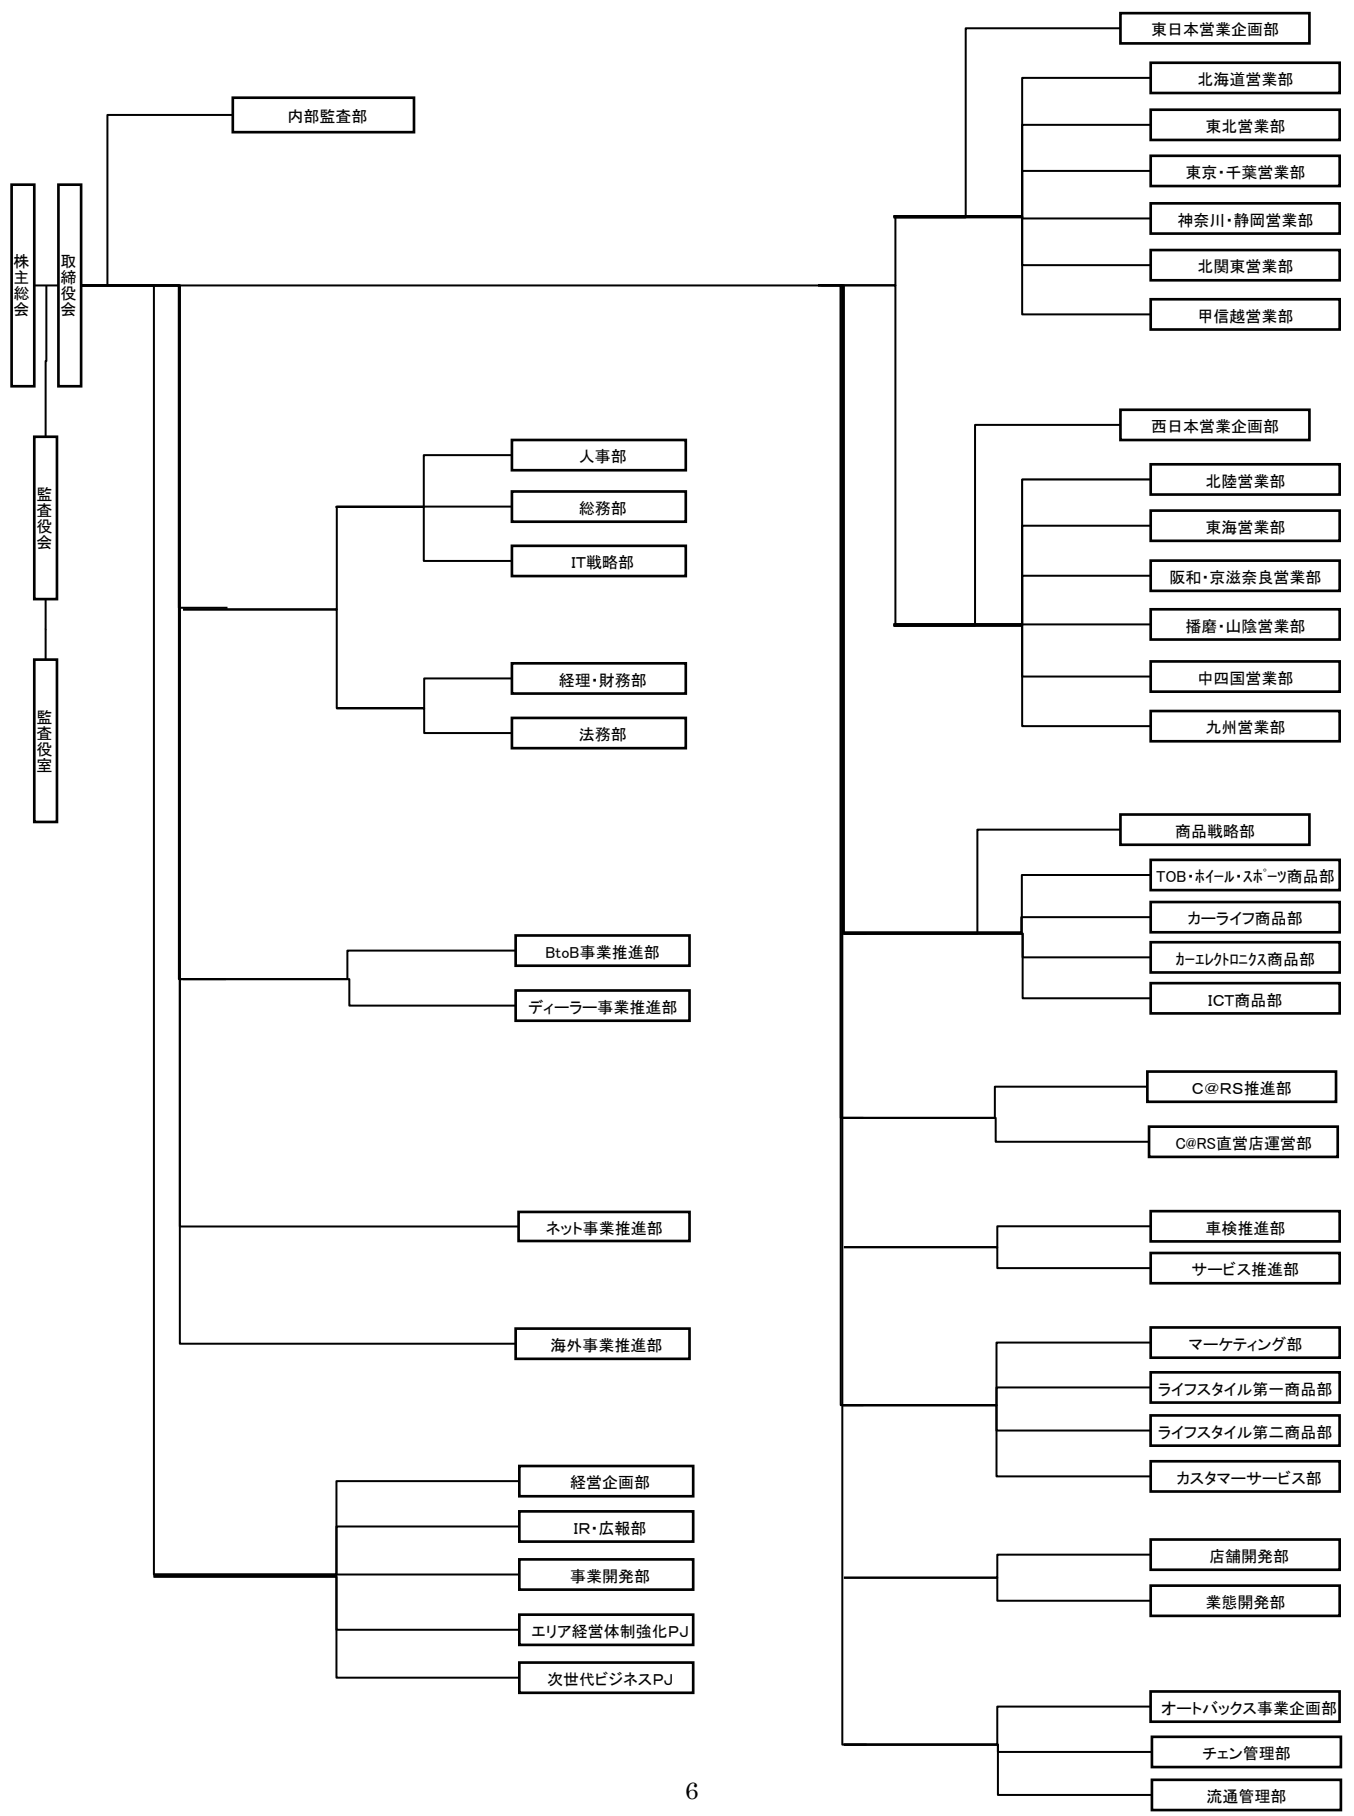 株主総会
取締役会
監査役会
監査役室
内部監査部
人事部
総務部
IT戦略部
経理・財務部
法務部
BtoB事業推進部
ディーラー事業推進部
ネット事業推進部
海外事業推進部
経営企画部
IR・広報部
事業開発部
エリア経営体制強化PJ
次世代ビジネスPJ
東日本営業企画部
北海道営業部
東北営業部
東京・千葉営業部
神奈川・静岡営業部
北関東営業部
甲信越営業部
西日本営業企画部
北陸営業部
東海営業部
阪和・京滋奈良営業部
播磨・山陰営業部
中四国営業部
九州営業部
商品戦略部
TOB・ホイール・スポーツ商品部
カーライフ商品部
カーエレクトロニクス商品部
ICT商品部
C@RS推進部
C@RS直営店運営部
車検推進部
サービス推進部
マーケティング部
ライフスタイル第一商品部
ライフスタイル第二商品部
カスタマーサービス部
店舗開発部
業態開発部
オートバックス事業企画部
チェン管理部
流通管理部
6